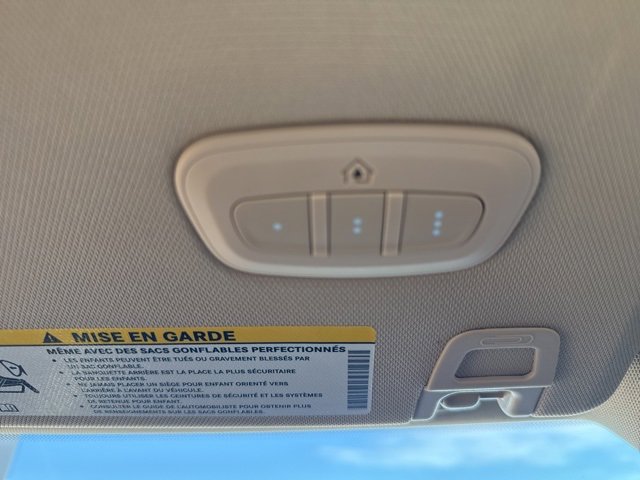 MISE EN GARDE
MÊME AVEC DES SACS GONFLABLES PERFECTIONNÉS
• LES ENFANTS PEUVENT ÊTRE TUÉS OU GRAVEMENT BLESSÉS PAR
UN SAC GONFLABLE.
• LA BANQUETTE ARRIÈRE EST LA PLACE LA PLUS SÉCURITAIRE
POUR LES ENFANTS.
• NE JAMAIS PLACER UN SIÈGE POUR ENFANT ORIENTÉ VERS
L'ARRIÈRE À L'AVANT DU VÉHICULE.
• TOUJOURS UTILISER LES CEINTURES DE SÉCURITÉ ET LES SYSTÈMES
DE RETENUE POUR ENFANT.
• CONSULTER LE GUIDE DE L'AUTOMOBILISTE POUR OBTENIR PLUS
DE RENSEIGNEMENTS SUR LES SACS GONFLABLES.